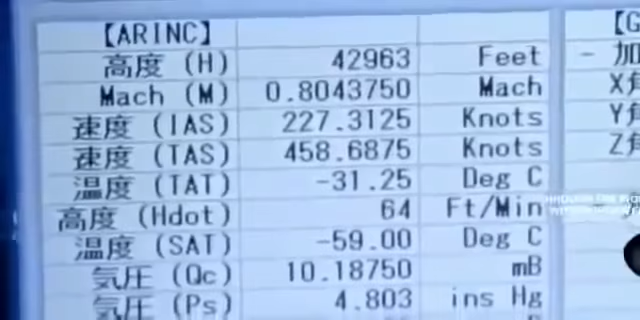 【ARINC】
高度 (H) 42963 Feet
Mach (M) 0.8043750 Mach
速度 (IAS) 227.3125 Knots
速度 (TAS) 458.6875 Knots
温度 (TAT) -31.25 Deg C
高度 (Hdot) 64 Ft/Min
温度 (SAT) -59.00 Deg C
気圧 (Qc) 10.18750 mB
気圧 (Ps) 4.803 ins Hg
【G
- 加
X角
Y角
Z角